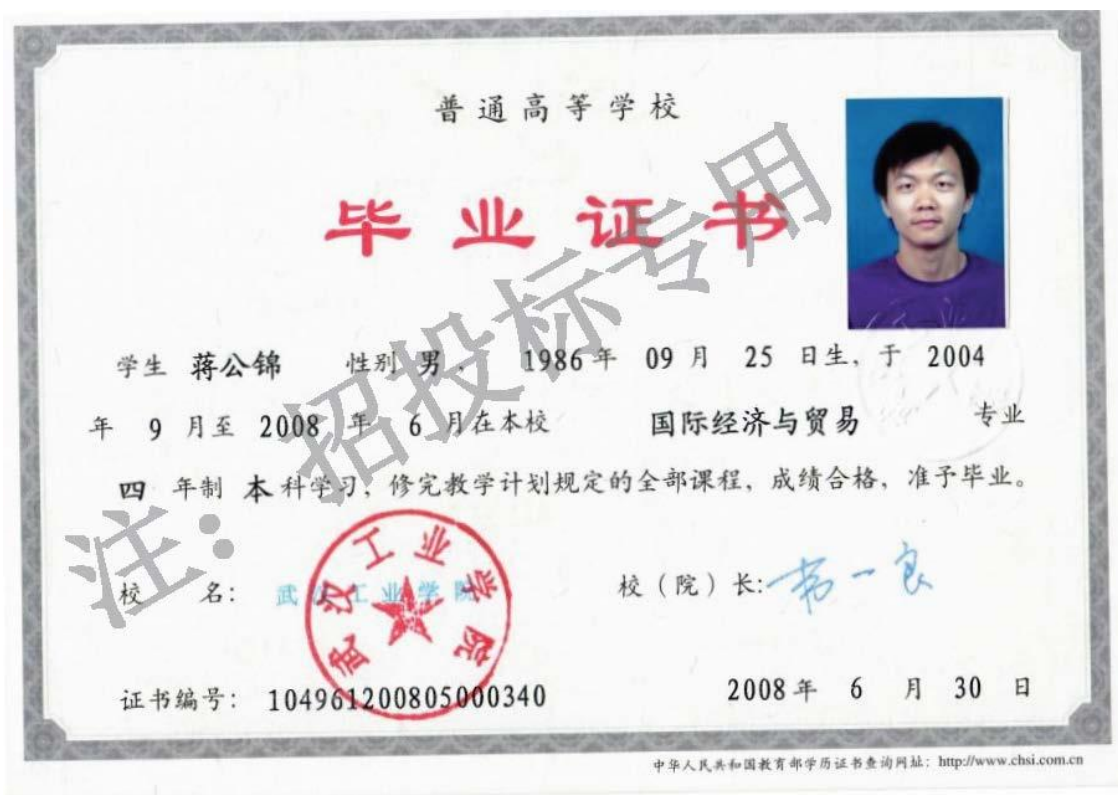 普通高等学校
毕业证书
学生 蒋公锦 性别 男, 1986 年 09 月 25 日生, 于 2004
年 9 月至 2008 年 6 月在本校 国际经济与贸易 专业
四 年制 本 科学习, 修完教学计划规定的全部课程, 成绩合格, 准予毕业。
校 名: 武汉工业学院
武汉工业学院
校（院）长:
证书编号: 104961200805000340
2008 年 6 月 30 日
中华人民共和国教育部学历证书查询网址: http://www.chsi.com.cn
注：招投标专用